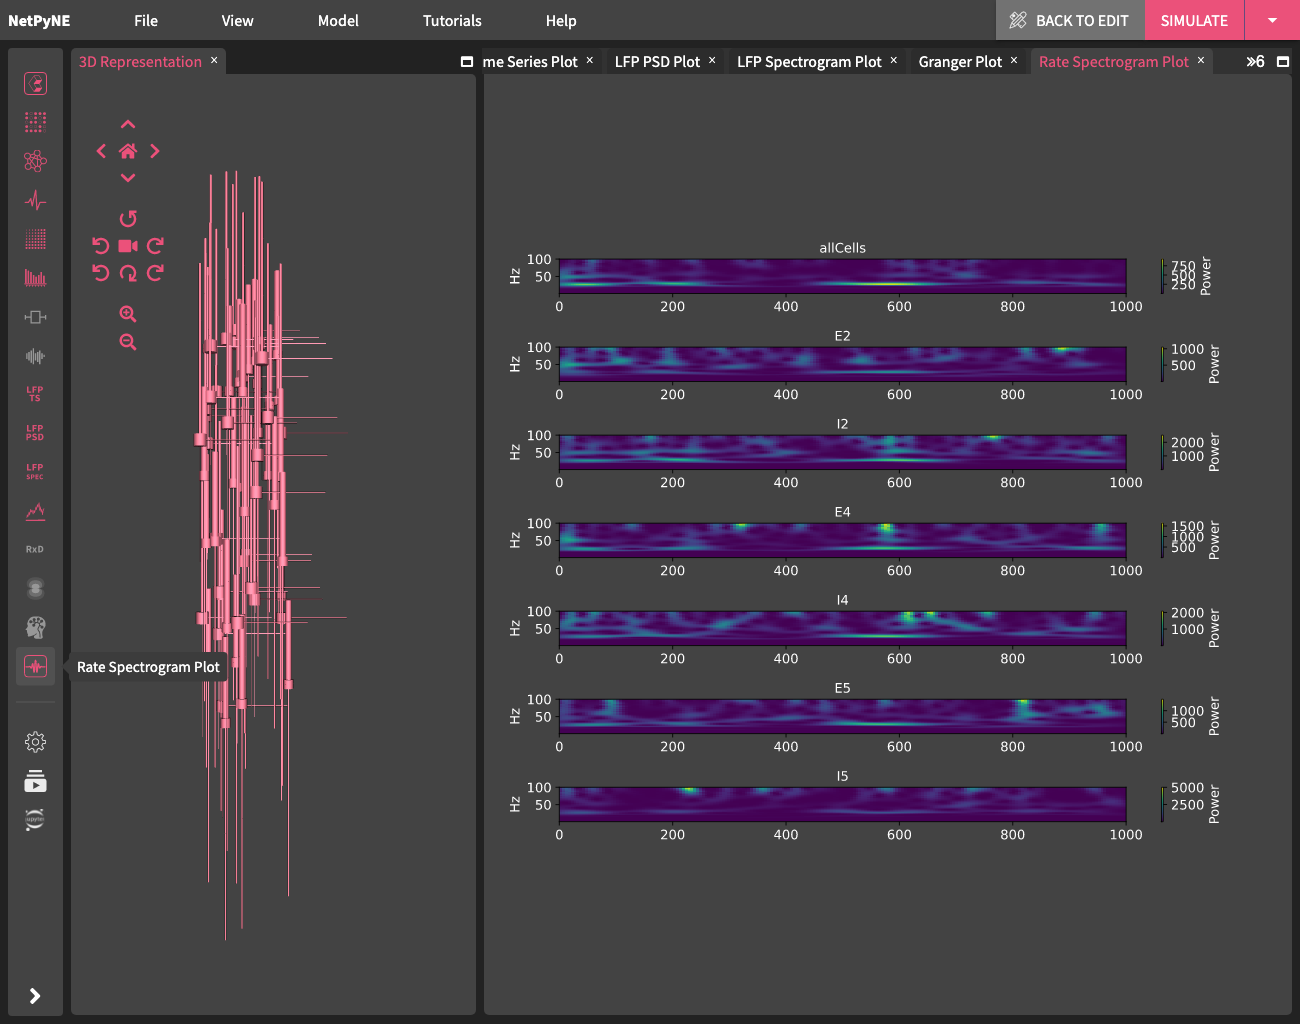 NetPyNE File View Model Tutorials Help BACK TO EDIT SIMULATE
3D Representation × me Series Plot × LFP PSD Plot × LFP Spectrogram Plot × Granger Plot × Rate Spectrogram Plot × »6
LFP
TS
LFP
PSD
LFP
SPEC
RxD
Rate Spectrogram Plot
jupyter
allCells
Hz
100
50
0 200 400 600 800 1000
750
500
250
Power
E2
Hz
100
50
0 200 400 600 800 1000
1000
500
Power
I2
Hz
100
50
0 200 400 600 800 1000
2000
1000
Power
E4
Hz
100
50
0 200 400 600 800 1000
1500
1000
500
Power
I4
Hz
100
50
0 200 400 600 800 1000
2000
1000
Power
E5
Hz
100
50
0 200 400 600 800 1000
1000
500
Power
I5
Hz
100
50
0 200 400 600 800 1000
5000
2500
Power